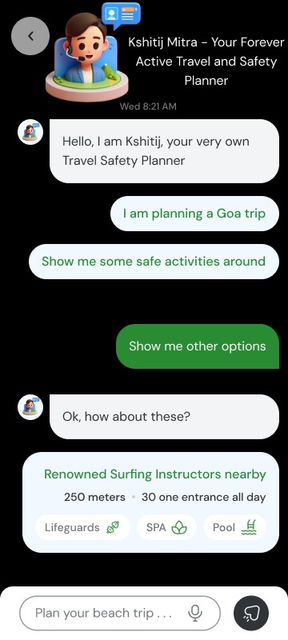 Kshitij Mitra - Your Forever
Active Travel and Safety
Planner
Wed 8:21 AM
Hello, I am Kshitij, your very own
Travel Safety Planner
I am planning a Goa trip
Show me some safe activities around
Show me other options
Ok, how about these?
Renowned Surfing Instructors nearby
250 meters • 30 one entrance all day
Lifeguards SPA Pool
Plan your beach trip . . .